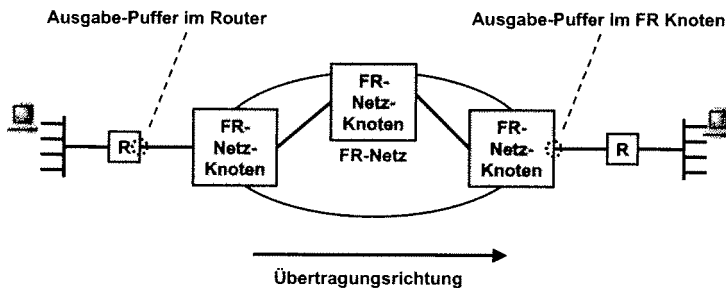 Ausgabe-Puffer im Router
Ausgabe-Puffer im FR Knoten
FR-
Netz-
Knoten
FR-
Netz-
Knoten
FR-
Netz-
Knoten
R
FR-Netz
R
Übertragungsrichtung